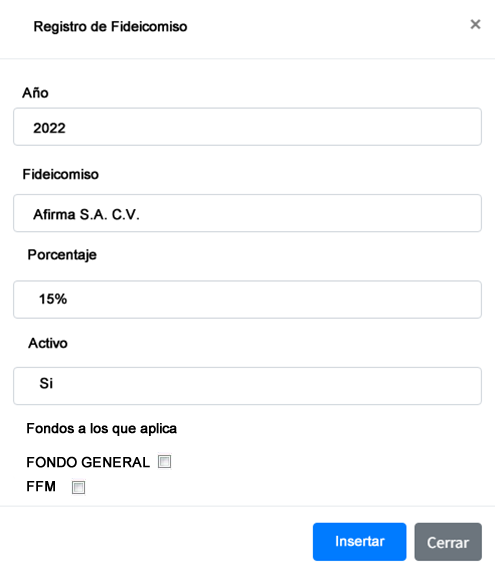 Registro de Fideicomiso ×
Año
2022
Fideicomiso
Afirma S.A. C.V.
Porcentaje
15%
Activo
Si
Fondos a los que aplica
FONDO GENERAL
FFM
Insertar Cerrar